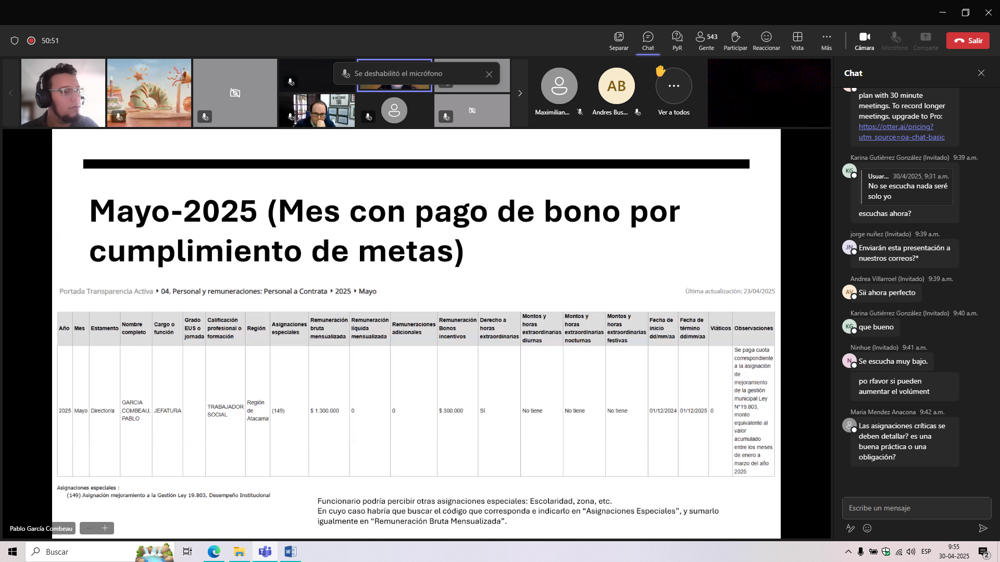 50:51
Separar
Chat
PyR
543
Gente
Participar
Reaccionar
Vista
Más
Cámara
Micrófono
Comparte
Salir
Se deshabilitó el micrófono
WATCHING
YOU
Maximilian...
AB
Andres Bus...
Ver a todos
Mayo-2025 (Mes con pago de bono por
cumplimiento de metas)
Portada Transparencia Activa 04. Personal y remuneraciones: Personal a Contrata 2025 Mayo
Última actualización: 23/04/2025
Año
Mes
Estamento
Nombre
completo
Cargo o
función
Grado
EUS o
jornada
Calificación
profesional o
formación
Región
Asignaciones
especiales
Remuneración
bruta
mensualizada
Remuneración
líquida
mensualizada
Remuneraciones
adicionales
Remuneración
Bonos
incentivos
Derecho a
horas
extraordinarias
Montos y
horas
extraordinarias
diurnas
Montos y
horas
extraordinarias
nocturnas
Montos y
horas
extraordinarias
festivas
Fecha de
inicio
dd/mm/aa
Fecha de
término
dd/mm/aa
Viáticos
Observaciones
2025
Mayo
Director/a
GARCIA
COMBEAU,
PABLO
JEFATURA
TRABAJADOR
SOCIAL
Región
de
Atacama
(149)
$ 1.300.000
0
0
$ 300.000
Sí
No tiene
No tiene
No tiene
01/12/2024
01/12/2025
0
Se paga cuota
correspondiente
a la asignación
de
mejoramiento
de la gestión
municipal Ley
N°19.803,
monto
equivalente al
valor
acumulado
entre los meses
de enero a
marzo del año
2025
Asignaciones especiales :
(149) Asignación mejoramiento a la Gestión Ley 19.803, Desempeño Institucional
Funcionario podría percibir otras asignaciones especiales: Escolaridad, zona, etc.
En cuyo caso habría que buscar el código que corresponda e indicarlo en “Asignaciones Especiales”, y sumarlo
igualmente en “Remuneración Bruta Mensualizada”.
Pablo García Combeau
Chat
plan with 30 minute
meetings. To record longer
meetings, upgrade to Pro:
https://otter.ai/pricing?
utm_source=oa-chat-basic
Karina Gutiérrez González (Invitado) 9:39 a.m.
KG
Usuar... 30/4/2025, 9:31 a.m.
No se escucha nada seré
solo yo
escuchas ahora?
jorge nuñez (Invitado) 9:39 a.m.
JN
Enviarán esta presentación a
nuestros correos?*
Andrea Villarroel (Invitado) 9:39 a.m.
AV
Sii ahora perfecto
Karina Gutiérrez González (Invitado) 9:40 a.m.
KG
que bueno
Ninhue (Invitado) 9:41 a.m.
N
Se escucha muy bajo.
po rfavor si pueden
aumentar el volúment
Maria Mendez Anacona 9:42 a.m.
Las asignaciones críticas se
deben detallar? es una
buena práctica o una
obligación?
Escribe un mensaje
Buscar
ESP
9:55
30-04-2025
2